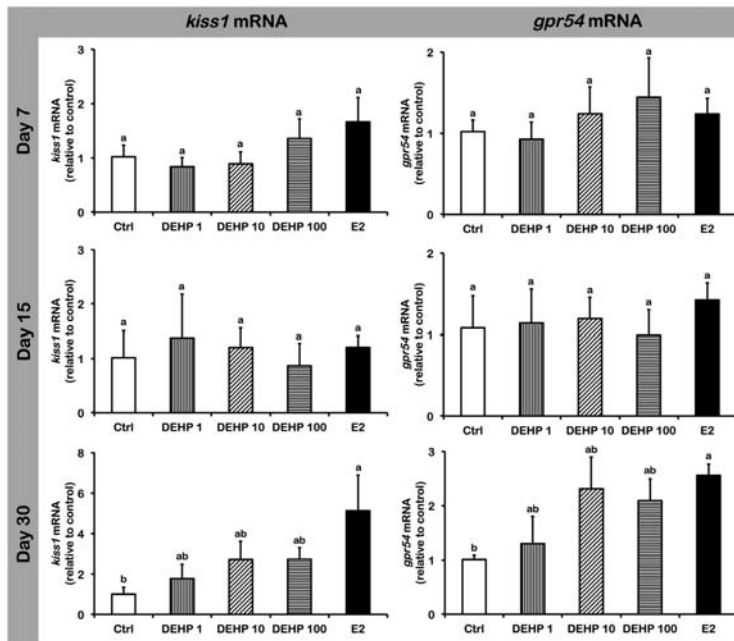 kiss1 mRNA
gpr54 mRNA
Day 7
kiss1 mRNA
(relative to control)
3
2
1
0
a
a
a
a
a
Ctrl
DEHP 1
DEHP 10
DEHP 100
E2
gpr54 mRNA
(relative to control)
2
1
0
a
a
a
a
a
Ctrl
DEHP 1
DEHP 10
DEHP 100
E2
Day 15
kiss1 mRNA
(relative to control)
3
2
1
0
a
a
a
a
a
Ctrl
DEHP 1
DEHP 10
DEHP 100
E2
gpr54 mRNA
(relative to control)
2
1
0
a
a
a
a
a
Ctrl
DEHP 1
DEHP 10
DEHP 100
E2
Day 30
kiss1 mRNA
(relative to control)
8
6
4
2
0
b
ab
ab
ab
a
Ctrl
DEHP 1
DEHP 10
DEHP 100
E2
gpr54 mRNA
(relative to control)
3
2
1
0
b
ab
ab
ab
a
Ctrl
DEHP 1
DEHP 10
DEHP 100
E2